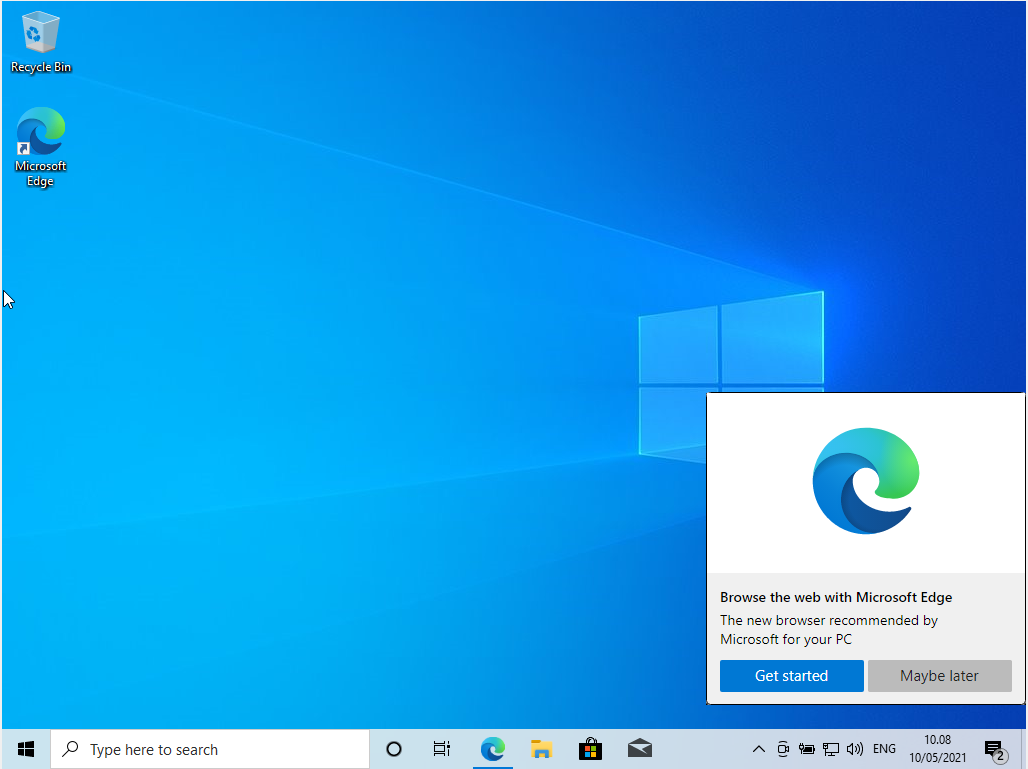 Recycle Bin
Microsoft
Edge
Browse the web with Microsoft Edge
The new browser recommended by
Microsoft for your PC
Get started
Maybe later
Type here to search
ENG
10.08
10/05/2021
2